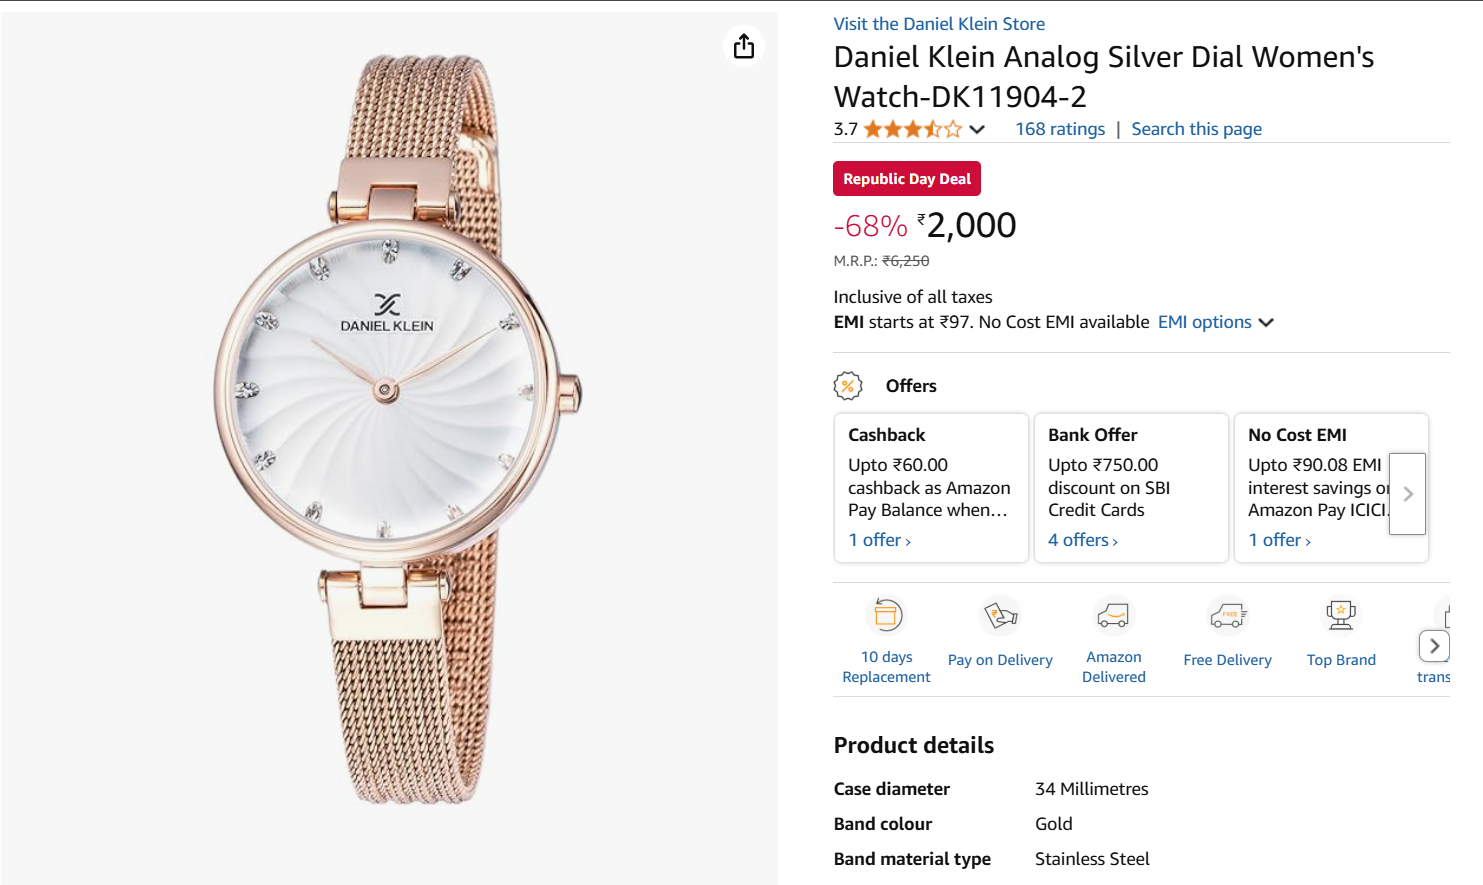 DANIEL KLEIN
Visit the Daniel Klein Store
Daniel Klein Analog Silver Dial Women's
Watch-DK11904-2
3.7
168 ratings | Search this page
Republic Day Deal
-68% ₹2,000
M.R.P.: ₹6,250
Inclusive of all taxes
EMI starts at ₹97. No Cost EMI available EMI options
% Offers
Cashback
Upto ₹60.00
cashback as Amazon
Pay Balance when…
1 offer ›
Bank Offer
Upto ₹750.00
discount on SBI
Credit Cards
4 offers ›
No Cost EMI
Upto ₹90.08 EMI
interest savings o
Amazon Pay ICICI.
1 offer ›
10 days
Replacement
Pay on Delivery
Amazon
Delivered
FREE
Free Delivery
Top Brand
trans
Product details
Case diameter 34 Millimetres
Band colour Gold
Band material type Stainless Steel